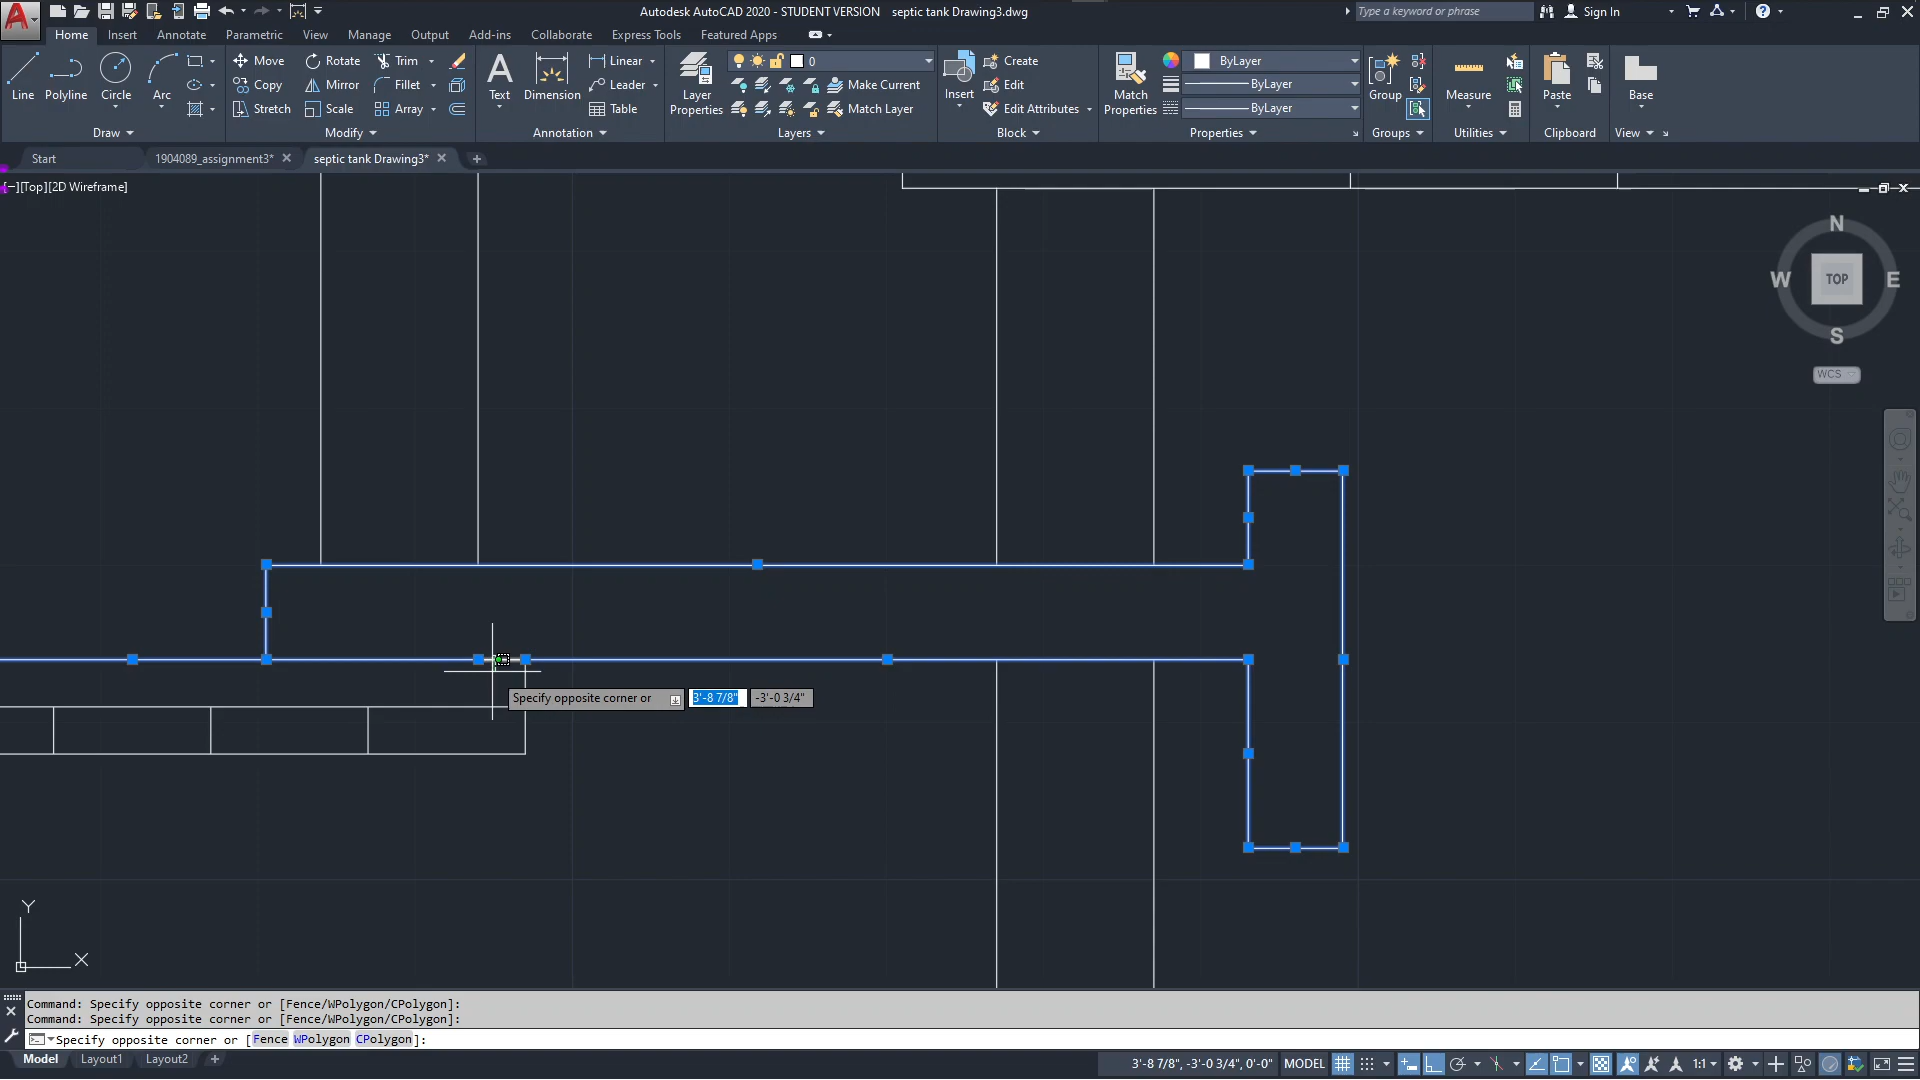 A Autodesk AutoCAD 2020 - STUDENT VERSION septic tank Drawing3.dwg Type a keyword or phrase Sign In
Home Insert Annotate Parametric View Manage Output Add-ins Collaborate Express Tools Featured Apps
Line Polyline Circle Arc
Move Rotate Trim
Copy Mirror Fillet
Stretch Scale Array
A Text Dimension
Linear
Leader
Table
Layer Properties
0
Make Current
Match Layer
Insert
Create
Edit
Edit Attributes
Match Properties
ByLayer
ByLayer
ByLayer
Group Measure Paste Base
Draw Modify Annotation Layers Block Properties Groups Utilities Clipboard View
Start 1904089_assignment3* septic tank Drawing3*
[−][Top][2D Wireframe]
N
W TOP E
S
WCS
Specify opposite corner or 3'-8 7/8" -3'-0 3/4"
Y
X
Command: Specify opposite corner or [Fence/WPolygon/CPolygon]:
Command: Specify opposite corner or [Fence/WPolygon/CPolygon]:
Specify opposite corner or [Fence WPolygon CPolygon]:
Model Layout1 Layout2 + 3'-8 7/8", -3'-0 3/4", 0'-0" MODEL 1:1